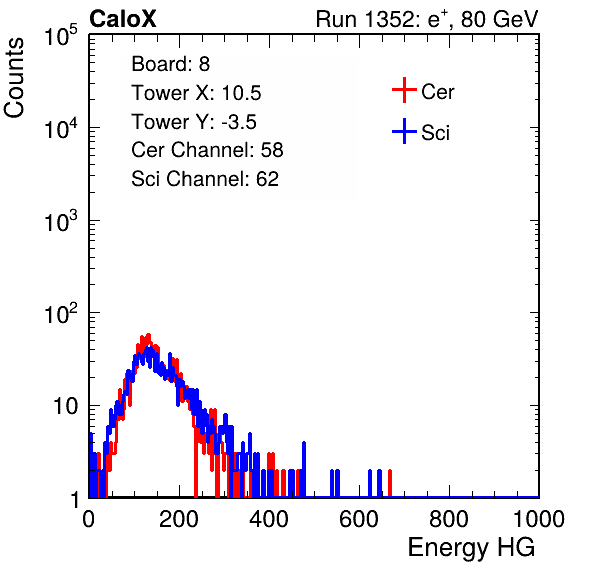 CaloX Run 1352: e⁺, 80 GeV
Counts
10⁵
10⁴
10³
10²
10
1
Board: 8
Tower X: 10.5
Tower Y: -3.5
Cer Channel: 58
Sci Channel: 62
Cer
Sci
0 200 400 600 800 1000
Energy HG